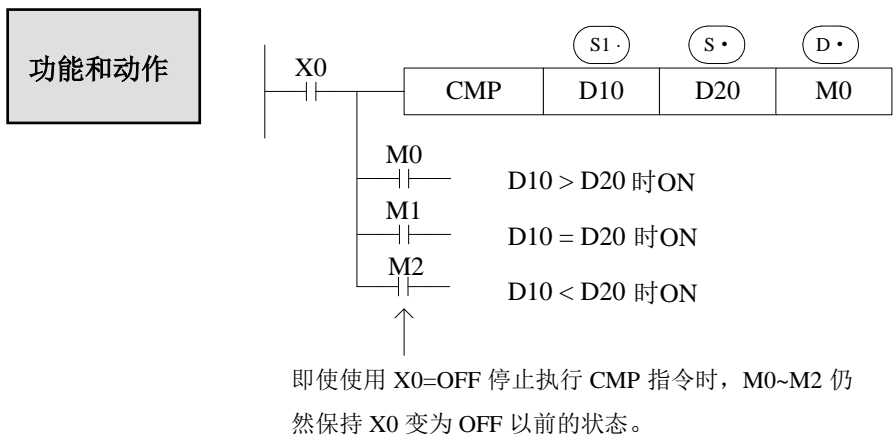 功能和动作
S1·
S·
D·
X0
CMP
D10
D20
M0
M0
D10 > D20 时ON
M1
D10 = D20 时ON
M2
D10 < D20 时ON
即使使用 X0=OFF 停止执行 CMP 指令时，M0~M2 仍
然保持 X0 变为 OFF 以前的状态。